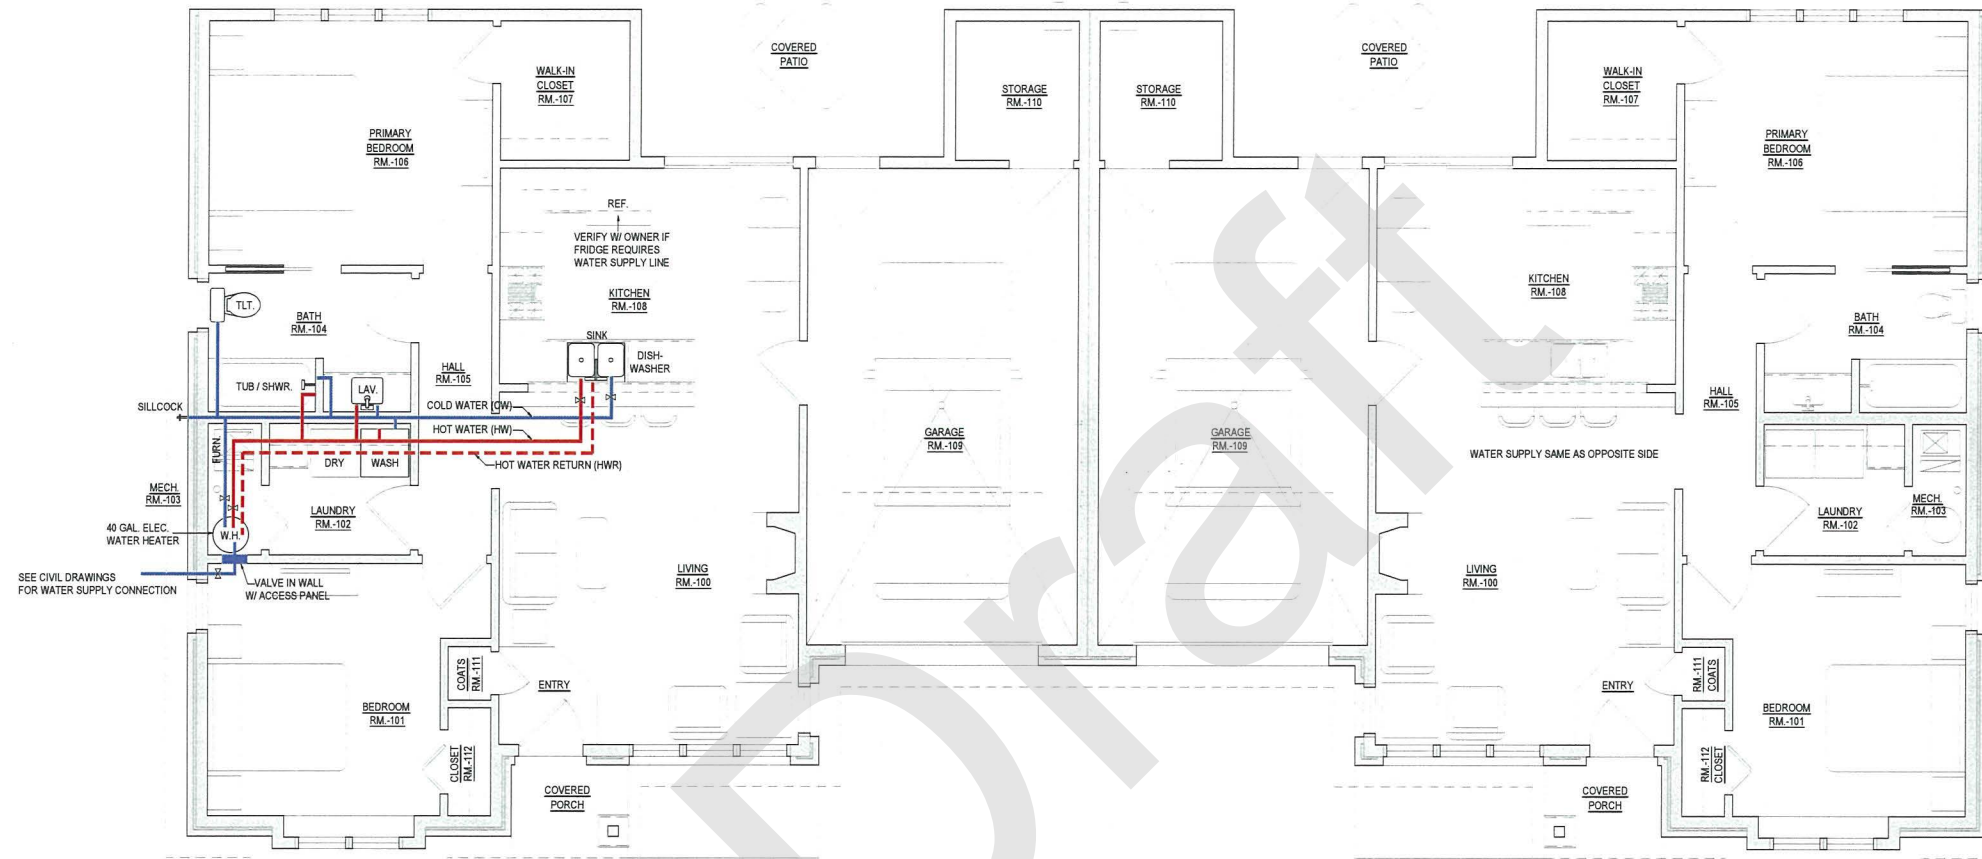 COVERED
PATIO
COVERED
PATIO
WALK-IN
CLOSET
RM.-107
STORAGE
RM.-110
STORAGE
RM.-110
WALK-IN
CLOSET
RM.-107
PRIMARY
BEDROOM
RM.-106
PRIMARY
BEDROOM
RM.-106
REF.
VERIFY W/ OWNER IF
FRIDGE REQUIRES
WATER SUPPLY LINE
KITCHEN
RM.-108
KITCHEN
RM.-108
TLT.
BATH
RM.-104
BATH
RM.-104
SINK
DISH-
WASHER
HALL
RM.-105
TUB / SHWR.
LAV.
HALL
RM.-105
SILLCOCK
COLD WATER (CW)
HOT WATER (HW)
GARAGE
RM.-109
GARAGE
RM.-109
FURN.
DRY
WASH
HOT WATER RETURN (HWR)
WATER SUPPLY SAME AS OPPOSITE SIDE
MECH.
RM.-103
MECH.
RM.-103
LAUNDRY
RM.-102
LAUNDRY
RM.-102
40 GAL. ELEC.
WATER HEATER
W.H.
SEE CIVIL DRAWINGS
FOR WATER SUPPLY CONNECTION
VALVE IN WALL
W/ ACCESS PANEL
LIVING
RM.-100
LIVING
RM.-100
COATS
RM.-111
ENTRY
ENTRY
RM.-111
COATS
BEDROOM
RM.-101
BEDROOM
RM.-101
CLOSET
RM.-112
RM.-112
CLOSET
COVERED
PORCH
COVERED
PORCH
Draft